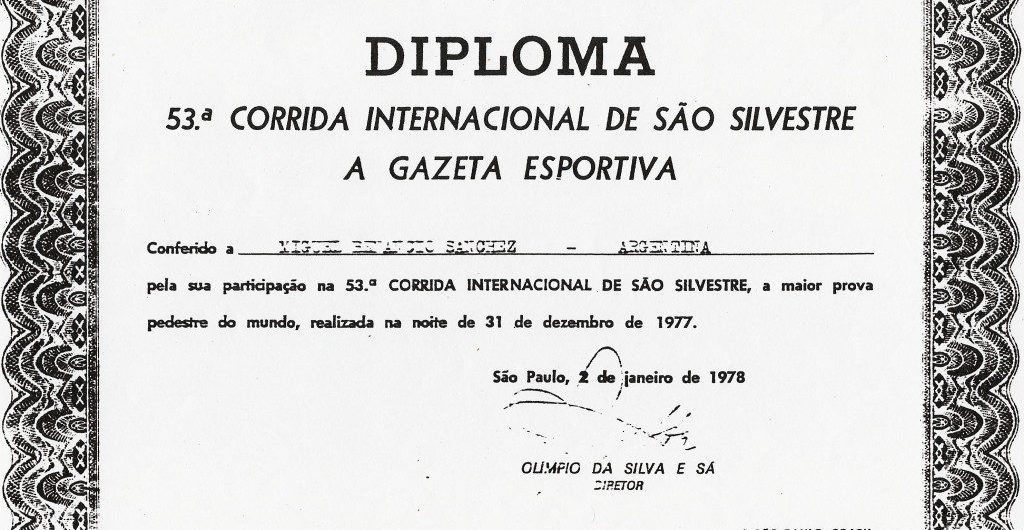 DIPLOMA
53.ª CORRIDA INTERNACIONAL DE SÃO SILVESTRE
A GAZETA ESPORTIVA
Conferido a MIGUEL BENANCIO SANCHEZ - ARGENTINA
pela sua participação na 53.ª CORRIDA INTERNACIONAL DE SÃO SILVESTRE, a maior prova
pedestre do mundo, realizada na noite de 31 de dezembro de 1977.
São Paulo, 2 de janeiro de 1978
OLIMPIO DA SILVA E SÁ
DIRETOR